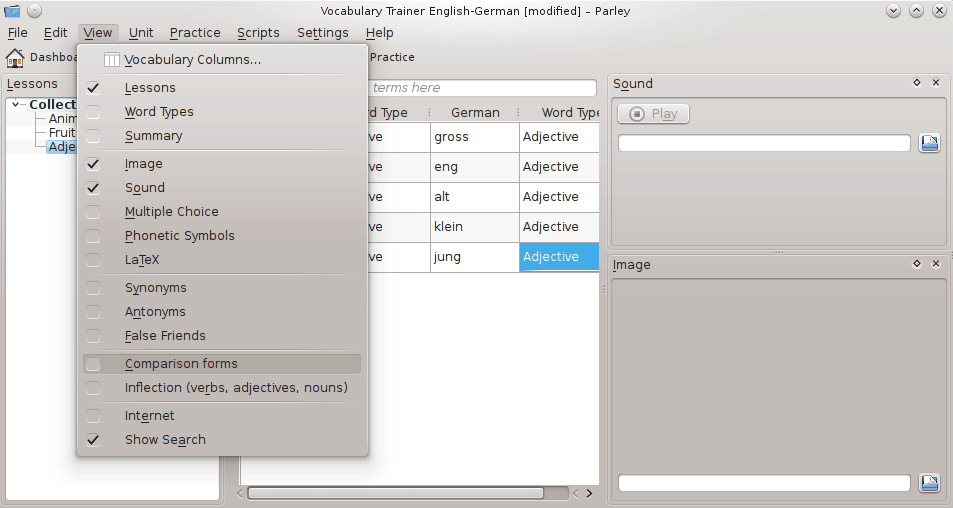 Vocabulary Trainer English-German [modified] – Parley
File Edit View Unit Practice Scripts Settings Help
Dashboa Practice
Vocabulary Columns...
Lessons
Word Types
Summary
Image
Sound
Multiple Choice
Phonetic Symbols
LaTeX
Synonyms
Antonyms
False Friends
Comparison forms
Inflection (verbs, adjectives, nouns)
Internet
Show Search
Lessons
Collect
Anim
Fruit
Adje
terms here
d Type German Word Type
ve gross Adjective
ve eng Adjective
ve alt Adjective
ve klein Adjective
ve jung Adjective
Sound
Play
Image